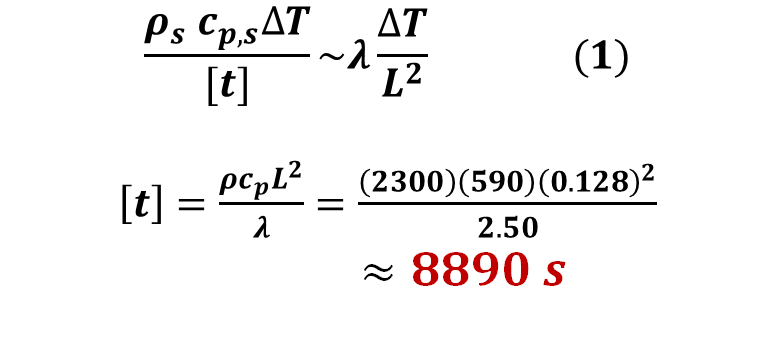 ρₛ cₚ,ₛΔT / [t] ~ λ ΔT / L² (1)
[t] = ρcₚL² / λ = (2300)(590)(0.128)² / 2.50
≈ 8890 s